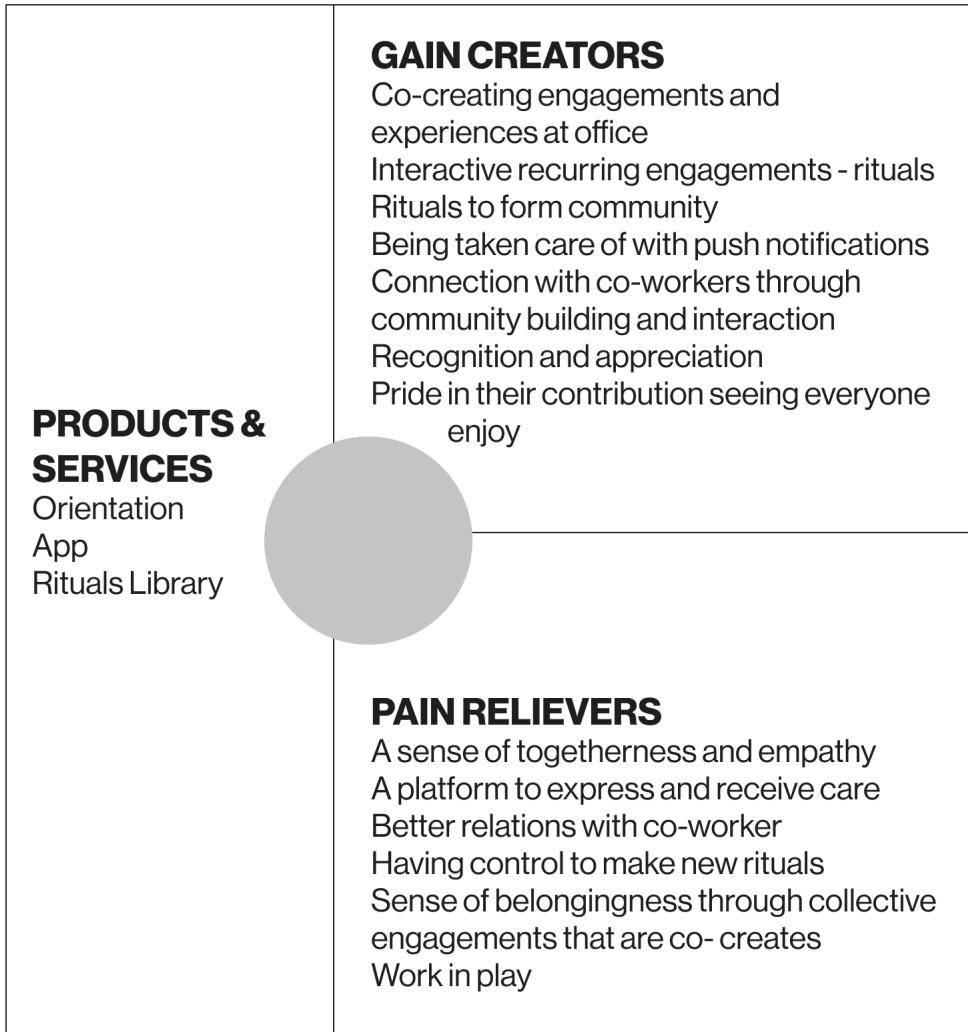 GAIN CREATORS
Co-creating engagements and
experiences at office
Interactive recurring engagements - rituals
Rituals to form community
Being taken care of with push notifications
Connection with co-workers through
community building and interaction
Recognition and appreciation
Pride in their contribution seeing everyone
enjoy
PRODUCTS &
SERVICES
Orientation
App
Rituals Library
PAIN RELIEVERS
A sense of togetherness and empathy
A platform to express and receive care
Better relations with co-worker
Having control to make new rituals
Sense of belongingness through collective
engagements that are co- creates
Work in play